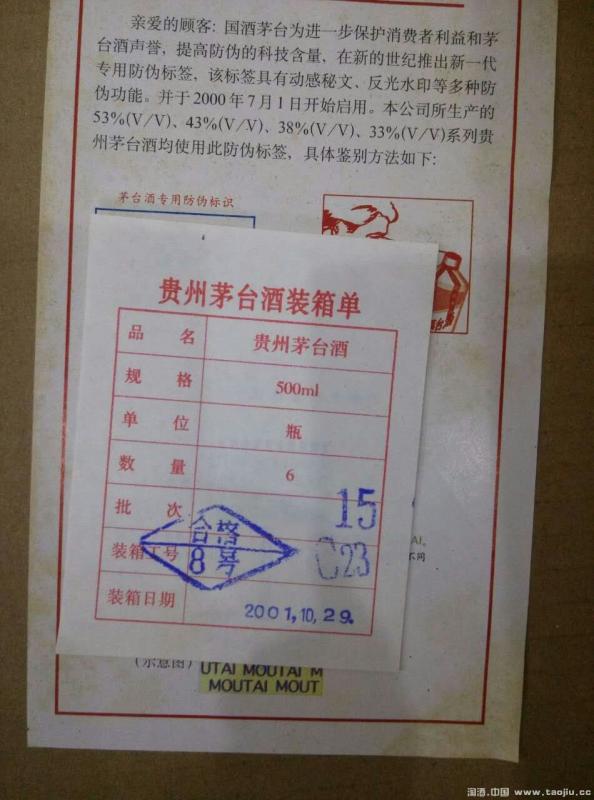 亲爱的顾客: 国酒茅台为进一步保护消费者利益和茅
台酒声誉, 提高防伪的科技含量, 在新的世纪推出新一代
专用防伪标签, 该标签具有动感秘文、反光水印等多种防
伪功能。并于2000年7月1日开始启用。本公司所生产的
53%(V/V)、43%(V/V)、38%(V/V)、33%(V/V)系列贵
州茅台酒均使用此防伪标签, 具体鉴别方法如下:
茅台酒专用防伪标识
贵州茅台酒装箱单
品 名 贵州茅台酒
规 格 500ml
单 位 瓶
数 量 6
批 次 15
合格
装箱工号 C23
8号
装箱日期 2001,10,29.
AI,
不同
(示意图)
UTAI MOUTAI M
MOUTAI MOUT
淘酒.中国 www.taojiu.cc